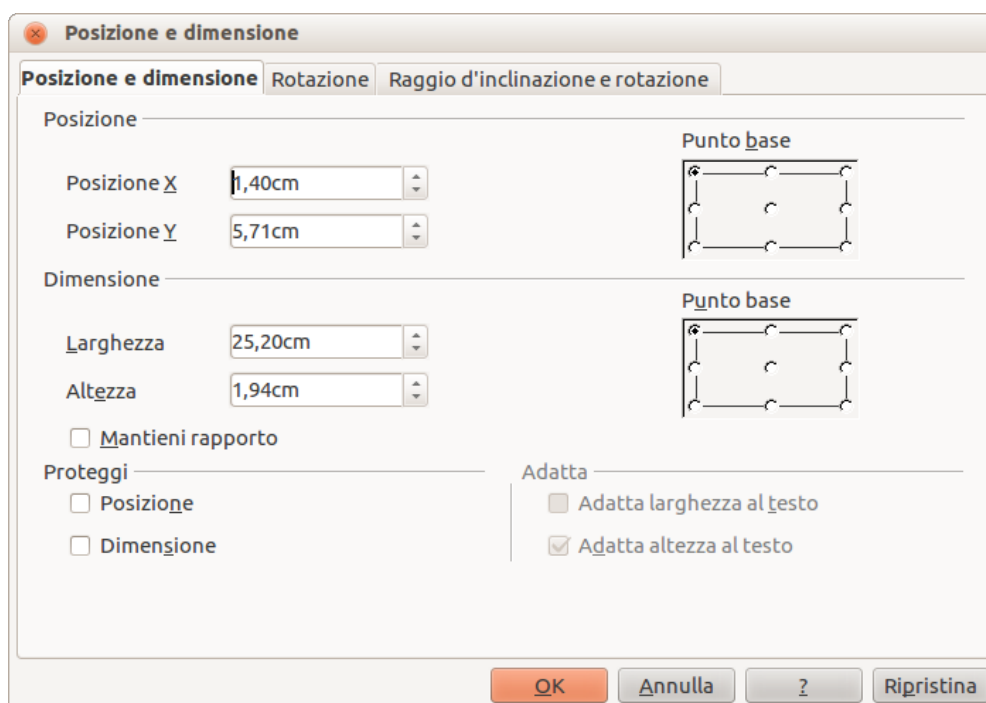 Posizione e dimensione
Posizione e dimensione Rotazione Raggio d'inclinazione e rotazione
Posizione
Punto base
Posizione X 1,40cm
Posizione Y 5,71cm
Dimensione
Punto base
Larghezza 25,20cm
Altezza 1,94cm
Mantieni rapporto
Proteggi Adatta
Posizione Adatta larghezza al testo
Dimensione Adatta altezza al testo
OK Annulla ? Ripristina